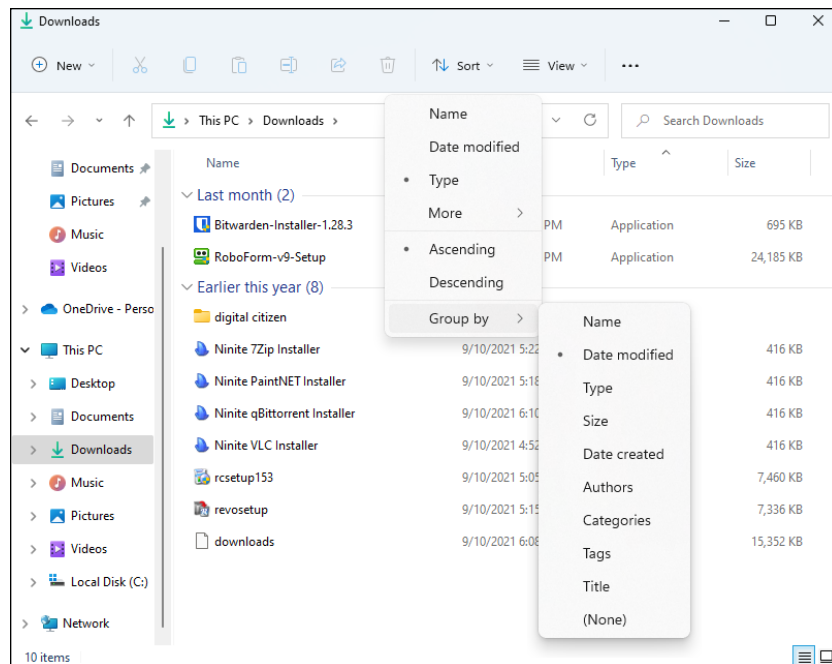 Downloads
New Sort View ...
This PC > Downloads > Search Downloads
Name
Date modified
Type
More
Ascending
Descending
Group by
Name
Date modified
Type
Size
Date created
Authors
Categories
Tags
Title
(None)
Documents
Pictures
Music
Videos
OneDrive - Perso
This PC
Desktop
Documents
Downloads
Music
Pictures
Videos
Local Disk (C:)
Network
Name Type Size
Last month (2)
Bitwarden-Installer-1.28.3 PM Application 695 KB
RoboForm-v9-Setup PM Application 24,185 KB
Earlier this year (8)
digital citizen
Ninite 7Zip Installer 9/10/2021 5:22 416 KB
Ninite PaintNET Installer 9/10/2021 5:18 416 KB
Ninite qBittorrent Installer 9/10/2021 6:10 416 KB
Ninite VLC Installer 9/10/2021 4:52 416 KB
rcsetup153 9/10/2021 5:05 7,460 KB
revosetup 9/10/2021 5:15 7,336 KB
downloads 9/10/2021 6:08 15,352 KB
10 items